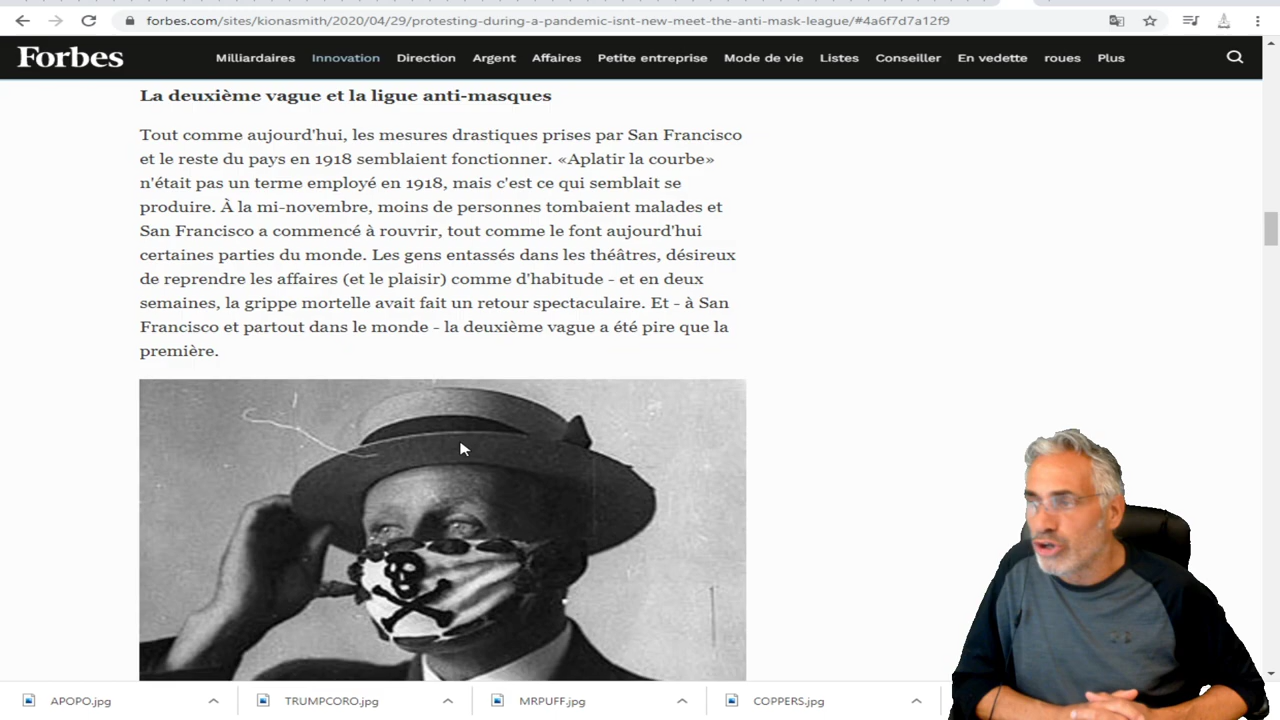 forbes.com/sites/kionasmith/2020/04/29/protesting-during-a-pandemic-isnt-new-meet-the-anti-mask-league/#4a6f7d7a12f9
Forbes Milliardaires Innovation Direction Argent Affaires Petite entreprise Mode de vie Listes Conseiller En vedette roues Plus
La deuxième vague et la ligue anti-masques
Tout comme aujourd'hui, les mesures drastiques prises par San Francisco
et le reste du pays en 1918 semblaient fonctionner. «Aplatir la courbe»
n'était pas un terme employé en 1918, mais c'est ce qui semblait se
produire. À la mi-novembre, moins de personnes tombaient malades et
San Francisco a commencé à rouvrir, tout comme le font aujourd'hui
certaines parties du monde. Les gens entassés dans les théâtres, désireux
de reprendre les affaires (et le plaisir) comme d'habitude - et en deux
semaines, la grippe mortelle avait fait un retour spectaculaire. Et - à San
Francisco et partout dans le monde - la deuxième vague a été pire que la
première.
APOPO.jpg TRUMPCORO.jpg MRPUFF.jpg COPPERS.jpg